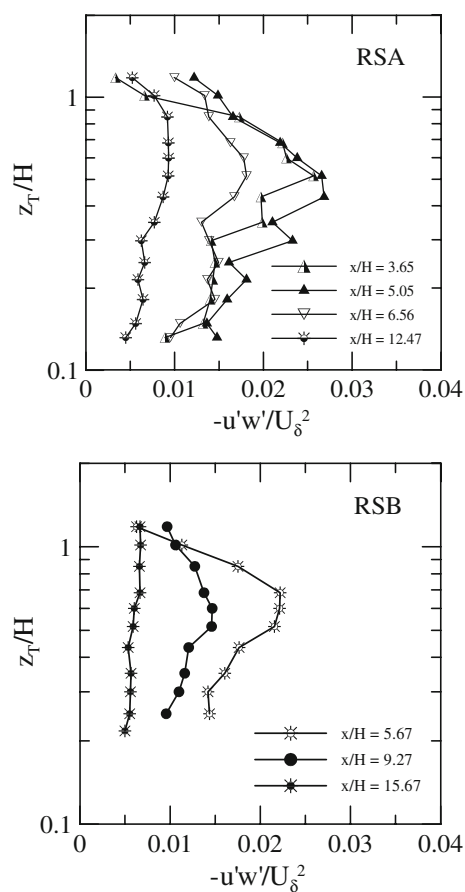 RSA
1
z_T/H
x/H = 3.65
x/H = 5.05
x/H = 6.56
x/H = 12.47
0.1
0 0.01 0.02 0.03 0.04
-u'w'/U_δ^2
RSB
1
z_T/H
x/H = 5.67
x/H = 9.27
x/H = 15.67
0.1
0 0.01 0.02 0.03 0.04
-u'w'/U_δ^2